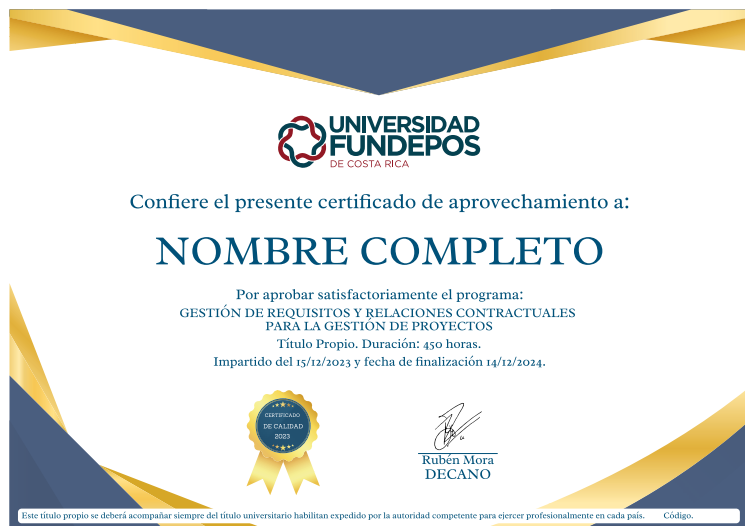 UNIVERSIDAD
FUNDEPOS
DE COSTA RICA
Confiere el presente certificado de aprovechamiento a:
NOMBRE COMPLETO
Por aprobar satisfactoriamente el programa:
GESTIÓN DE REQUISITOS Y RELACIONES CONTRACTUALES
PARA LA GESTIÓN DE PROYECTOS
Título Propio. Duración: 450 horas.
Impartido del 15/12/2023 y fecha de finalización 14/12/2024.
CERTIFICADO
DE CALIDAD
2023
Rubén Mora
DECANO
Este título propio se deberá acompañar siempre del título universitario habilitan expedido por la autoridad competente para ejercer profesionalmente en cada país. Código.